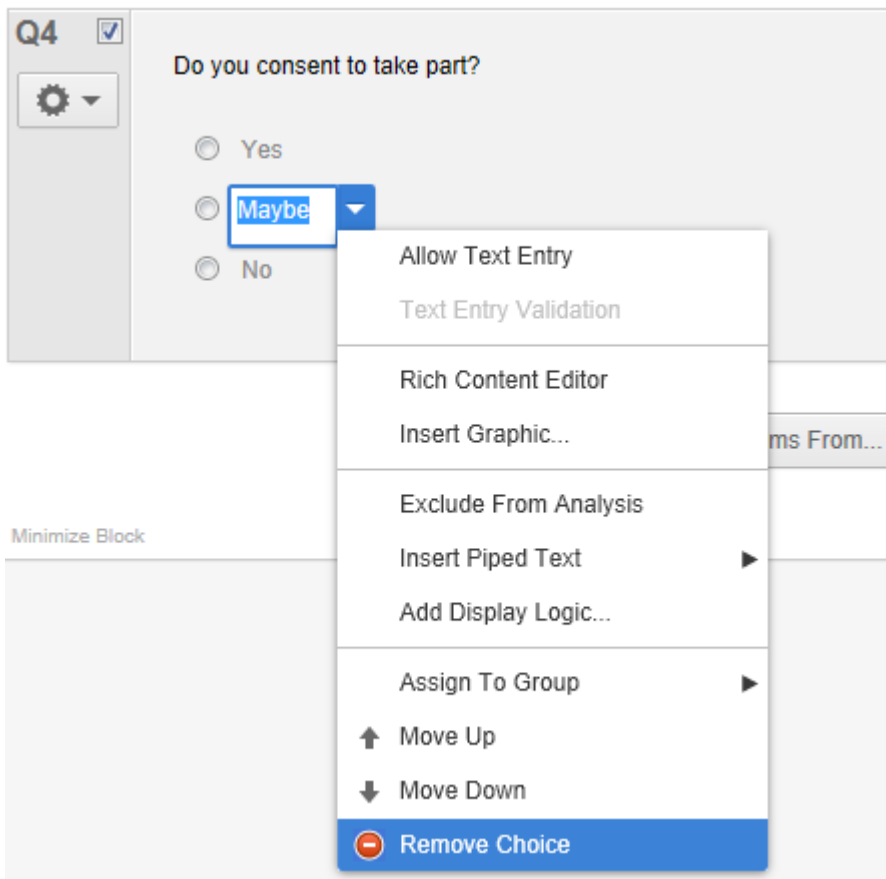 Q4
Do you consent to take part?
Yes
Maybe
No
Allow Text Entry
Text Entry Validation
Rich Content Editor
Insert Graphic...
ms From...
Exclude From Analysis
Minimize Block
Insert Piped Text
Add Display Logic...
Assign To Group
Move Up
Move Down
Remove Choice